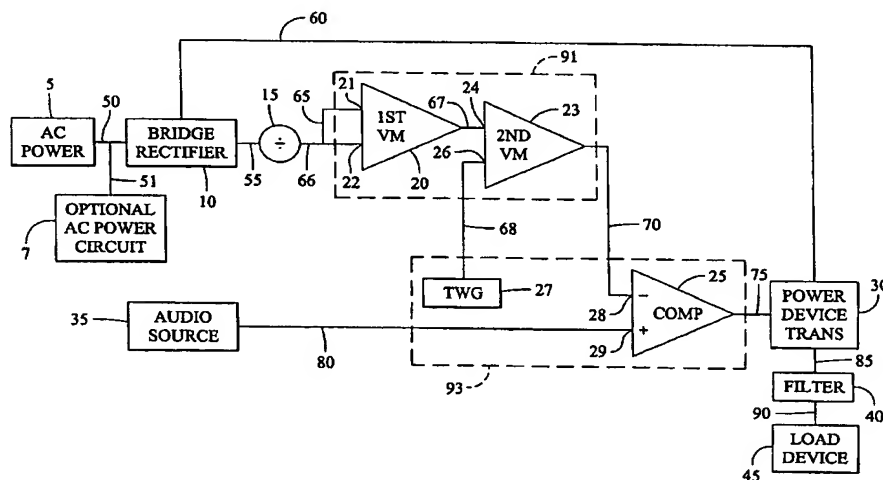 60
91
5
50
15
65
21
67
24
23
AC
POWER
BRIDGE
RECTIFIER
÷
1ST
VM
2ND
VM
26
22
55
66
20
51
10
7
OPTIONAL
AC POWER
CIRCUIT
68
70
25
75
TWG
27
28
−
COMP
+
29
POWER
DEVICE
TRANS
30
35
AUDIO
SOURCE
80
93
85
FILTER
40
90
45
LOAD
DEVICE